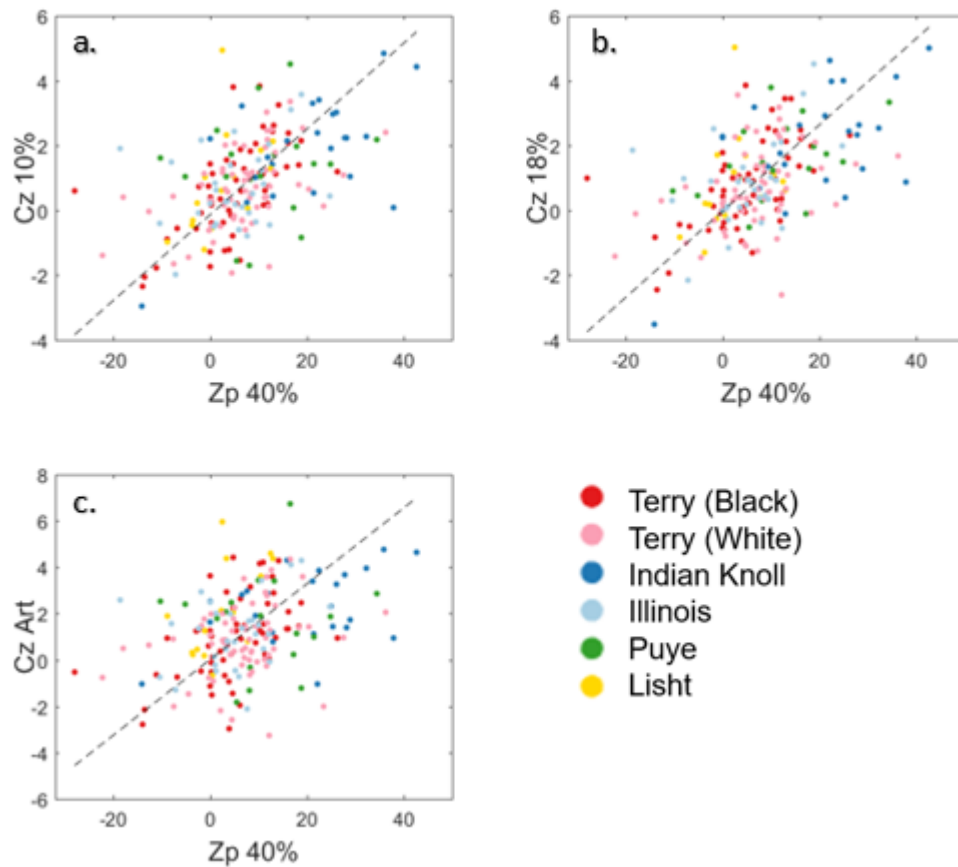 a.
6
4
2
0
-2
-4
-20
0
20
40
Cz 10%
Zp 40%
b.
6
4
2
0
-2
-4
-20
0
20
40
Cz 18%
Zp 40%
c.
8
6
4
2
0
-2
-4
-6
-20
0
20
40
Cz Art
Zp 40%
Terry (Black)
Terry (White)
Indian Knoll
Illinois
Puye
Lisht